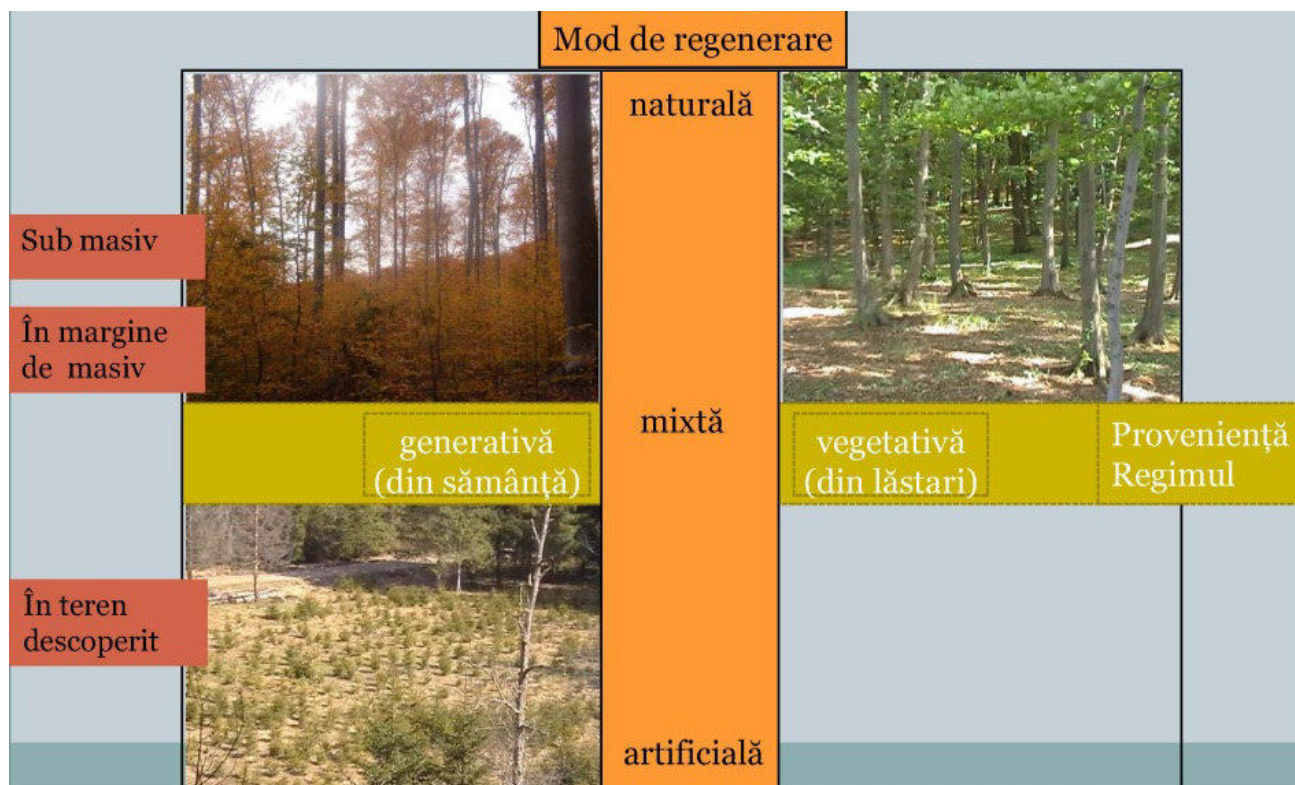 Mod de regenerare
naturală
Sub masiv
În margine
de masiv
mixtă
generativă
(din sămânță)
vegetativă
(din lăstari)
Proveniență
Regimul
În teren
descoperit
artificială